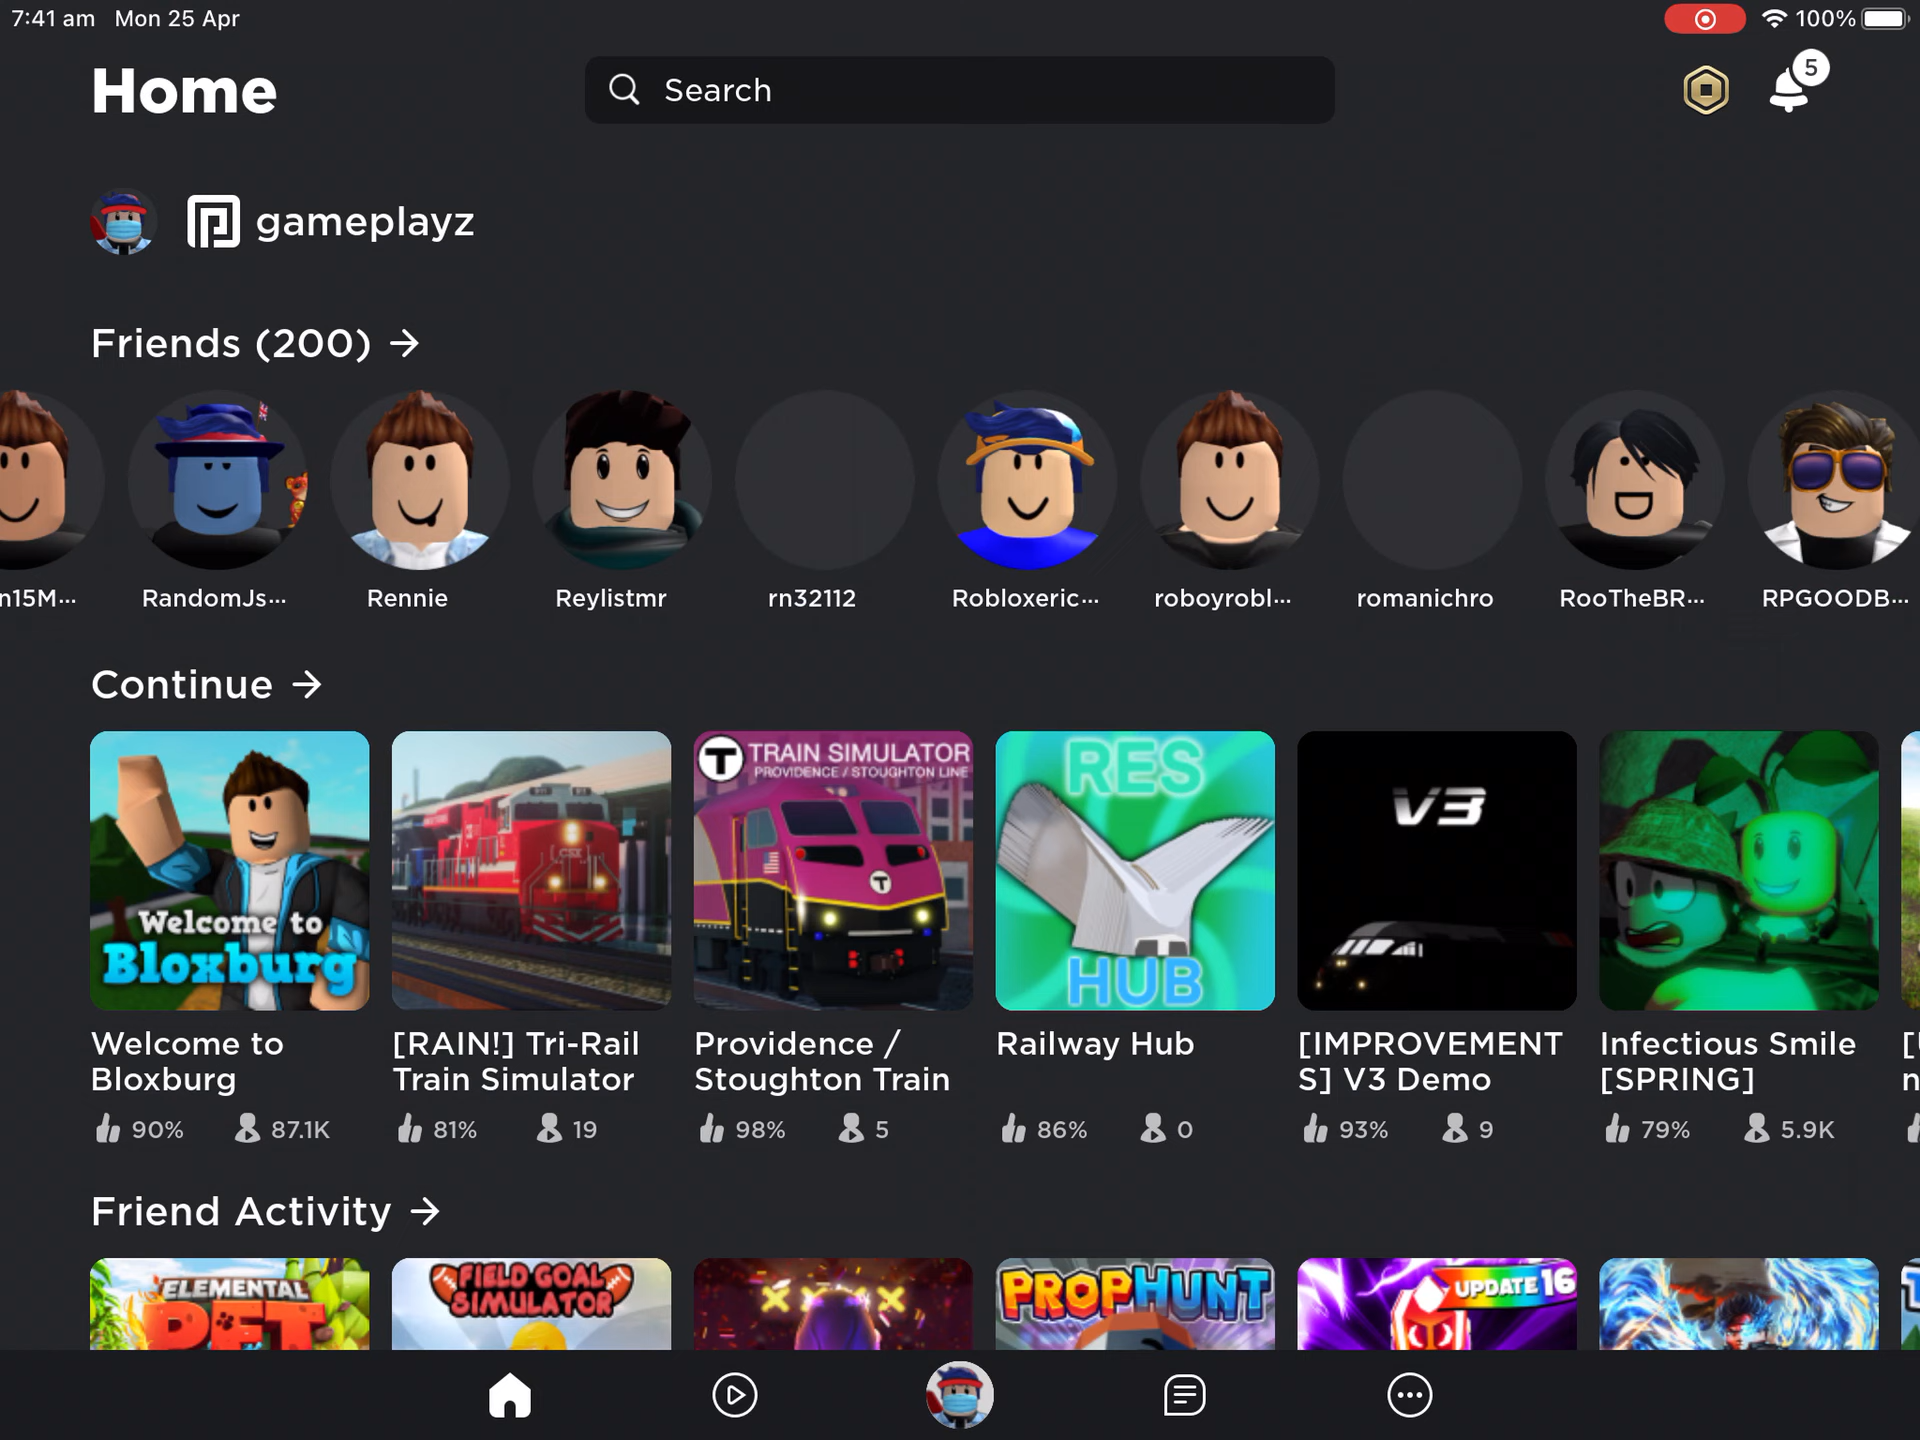 7:41 am Mon 25 Apr
100%
Home
Search
5
gameplayz
Friends (200) →
n15M...
RandomJs...
Rennie
Reylistmr
rn32112
Robloxeric...
roboyrobl...
romanichro
RooTheBR...
RPGOODB...
Continue →
Welcome to
Bloxburg
CSX
T TRAIN SIMULATOR
PROVIDENCE / STOUGHTON LINE
T
RES
HUB
V3
Welcome to
Bloxburg
90% 87.1K
[RAIN!] Tri-Rail
Train Simulator
81% 19
Providence /
Stoughton Train
98% 5
Railway Hub
86% 0
[IMPROVEMENT
S] V3 Demo
93% 9
Infectious Smile
[SPRING]
79% 5.9K
Friend Activity →
ELEMENTAL
PET
FIELD GOAL
SIMULATOR
PROPHUNT
UPDATE 16